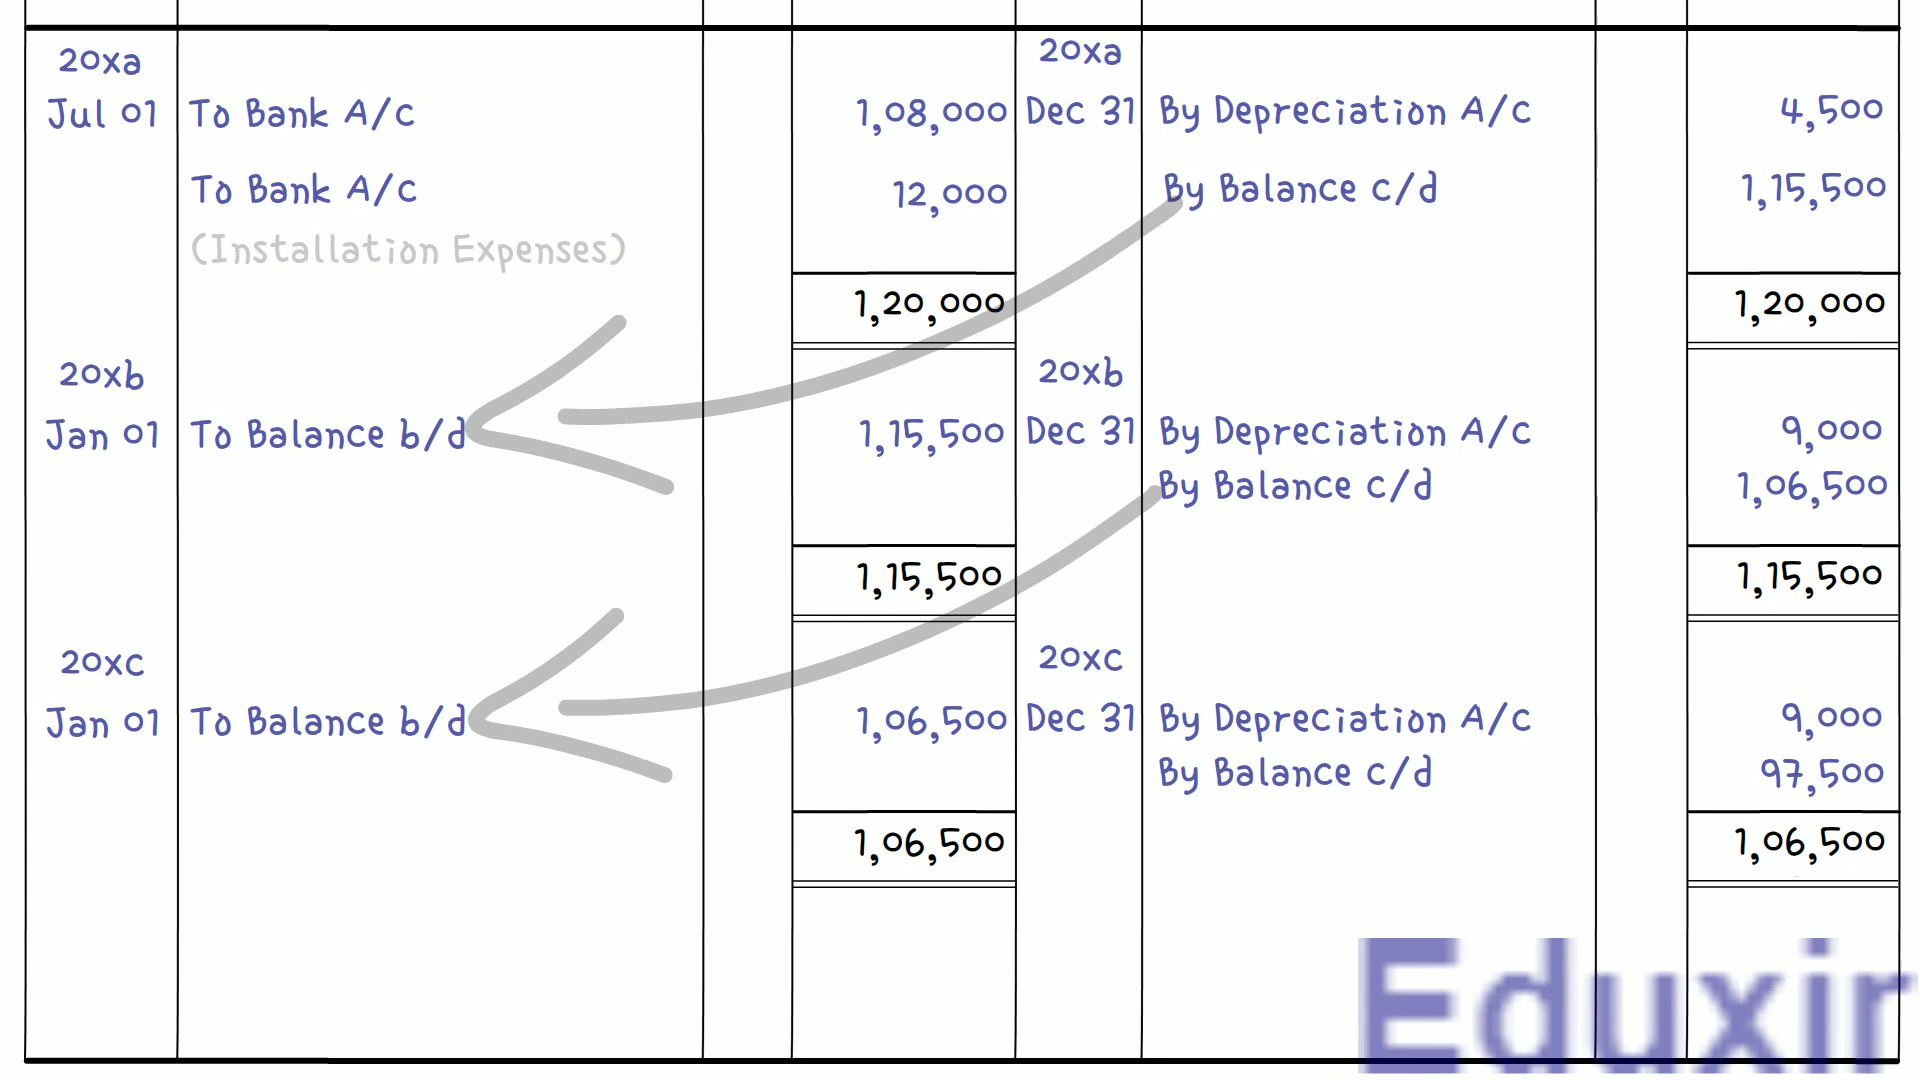 20xa 20xa
Jul 01 To Bank A/c 1,08,000 Dec 31 By Depreciation A/c 4,500
To Bank A/c 12,000 By Balance c/d 1,15,500
(Installation Expenses)
1,20,000 1,20,000
20xb 20xb
Jan 01 To Balance b/d 1,15,500 Dec 31 By Depreciation A/c 9,000
By Balance c/d 1,06,500
1,15,500 1,15,500
20xc 20xc
Jan 01 To Balance b/d 1,06,500 Dec 31 By Depreciation A/c 9,000
By Balance c/d 97,500
1,06,500 1,06,500
Eduxir